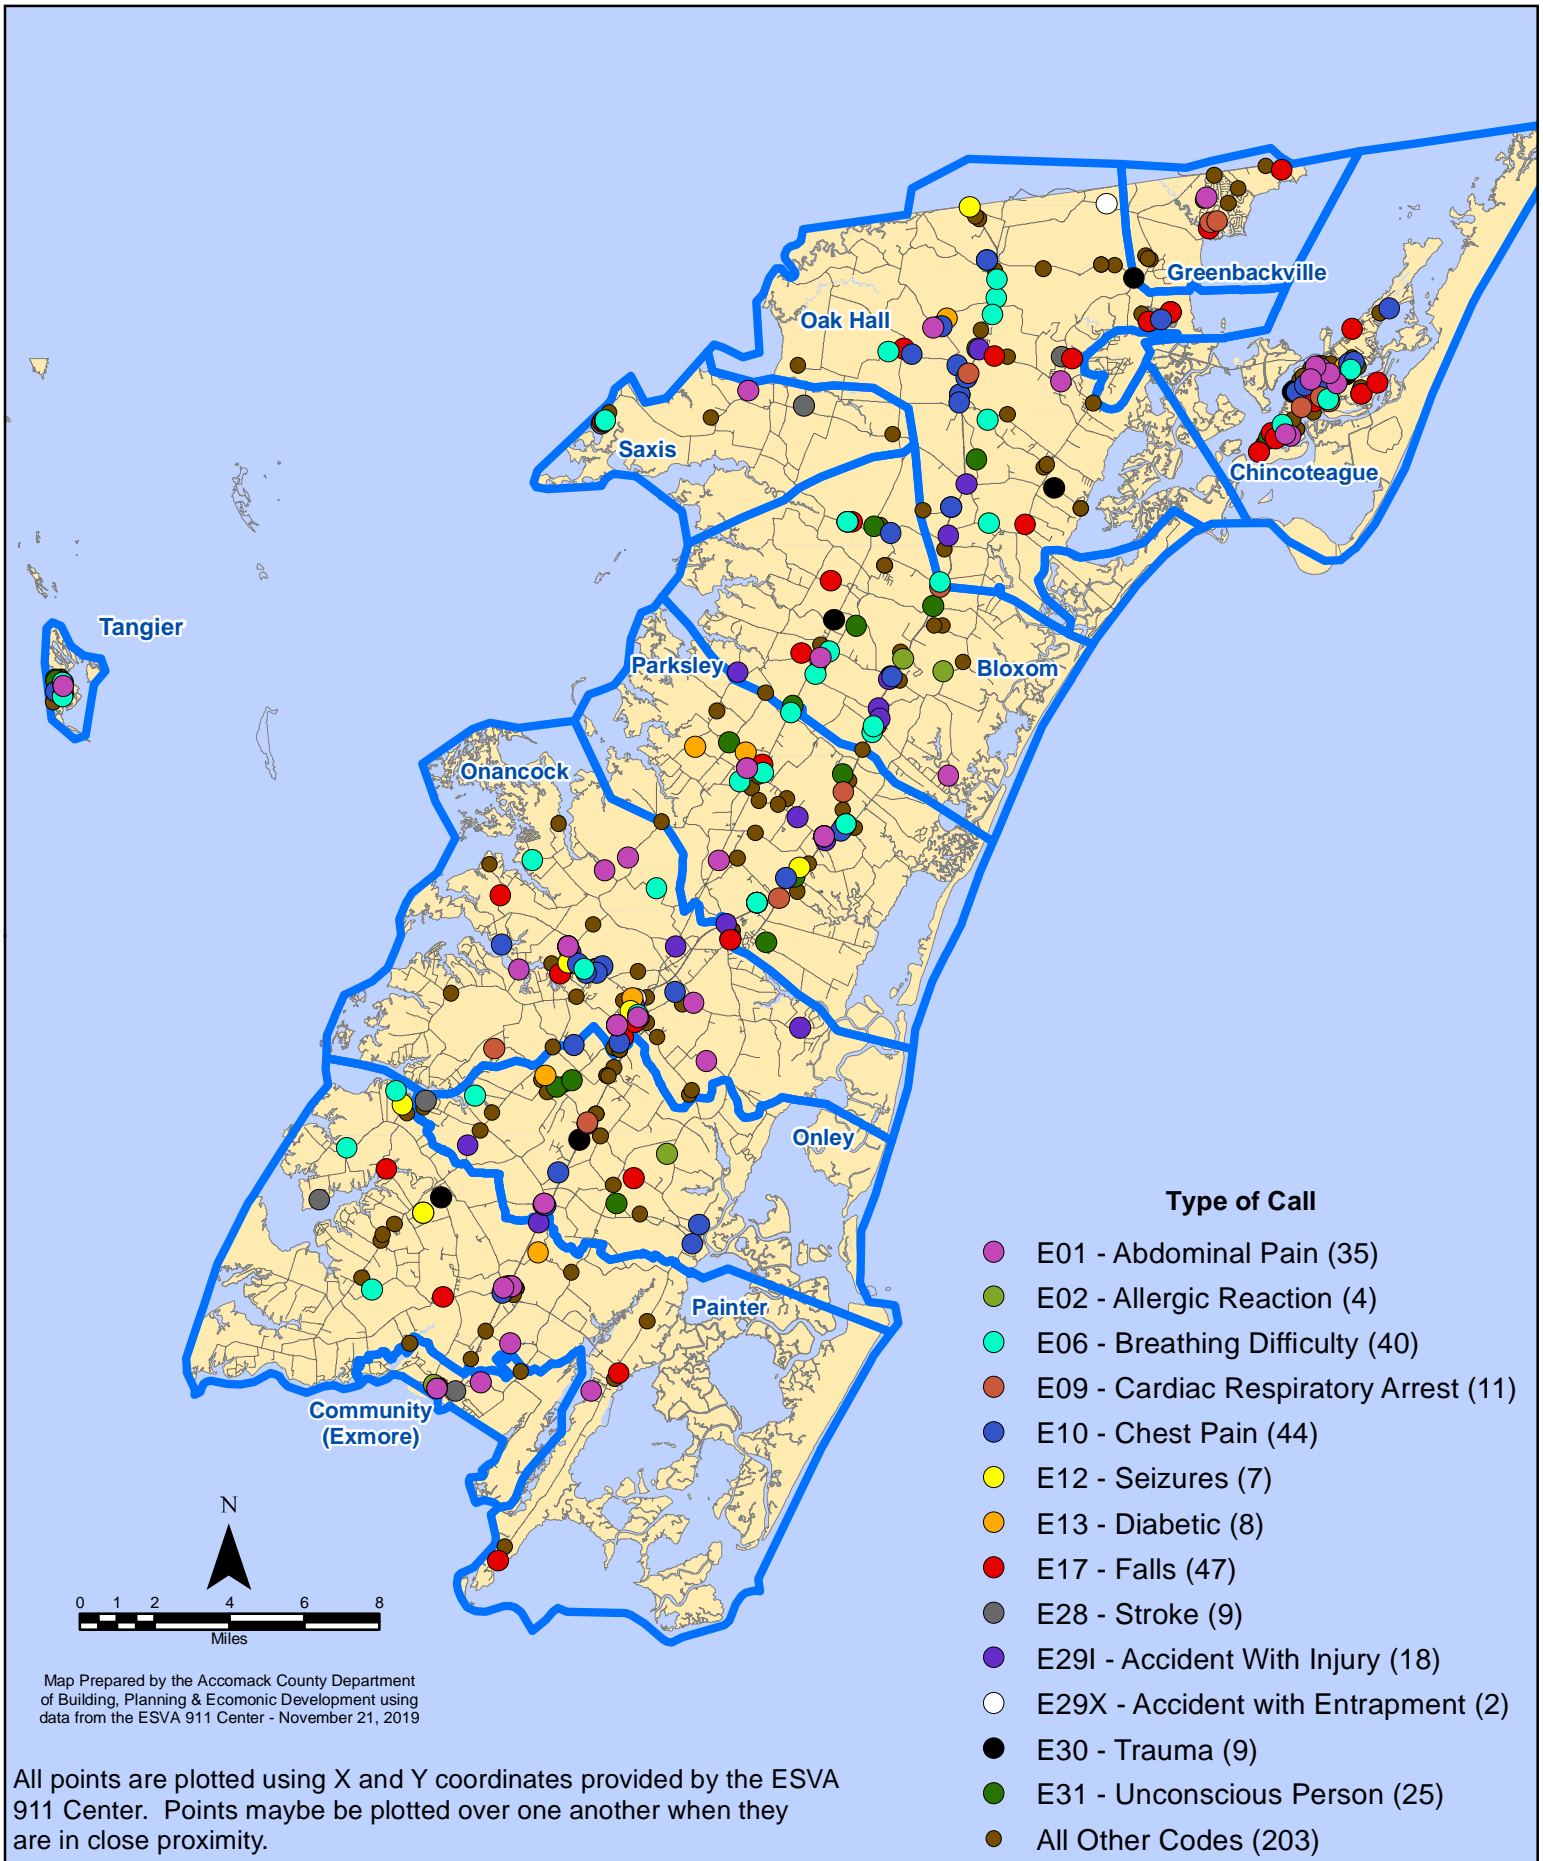 Greenbackville
Oak Hall
Saxis
Chincoteague
Tangier
Parksley
Bloxom
Onancock
Onley
Painter
Community
(Exmore)
Type of Call
E01 - Abdominal Pain (35)
E02 - Allergic Reaction (4)
E06 - Breathing Difficulty (40)
E09 - Cardiac Respiratory Arrest (11)
E10 - Chest Pain (44)
E12 - Seizures (7)
E13 - Diabetic (8)
E17 - Falls (47)
E28 - Stroke (9)
E29I - Accident With Injury (18)
E29X - Accident with Entrapment (2)
E30 - Trauma (9)
E31 - Unconscious Person (25)
All Other Codes (203)
N
0 1 2 4 6 8
Miles
Map Prepared by the Accomack County Department
of Building, Planning & Ecomonic Development using
data from the ESVA 911 Center - November 21, 2019
All points are plotted using X and Y coordinates provided by the ESVA
911 Center.  Points maybe be plotted over one another when they
are in close proximity.